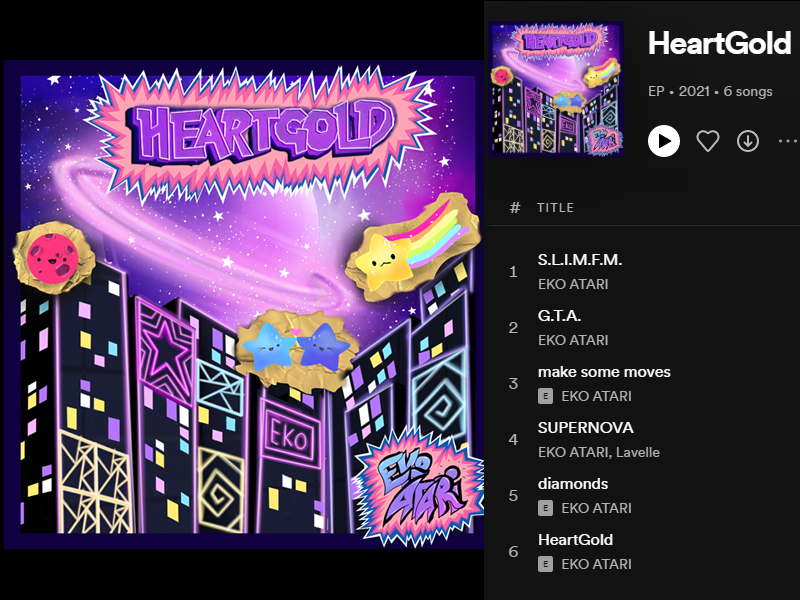 HEARTGOLD
EKO
EKO
ATARI
HEARTGOLD
HeartGold
EP • 2021 • 6 songs
# TITLE
1
S.L.I.M.F.M.
EKO ATARI
2
G.T.A.
EKO ATARI
3
make some moves
E EKO ATARI
4
SUPERNOVA
EKO ATARI, Lavelle
5
diamonds
E EKO ATARI
6
HeartGold
E EKO ATARI